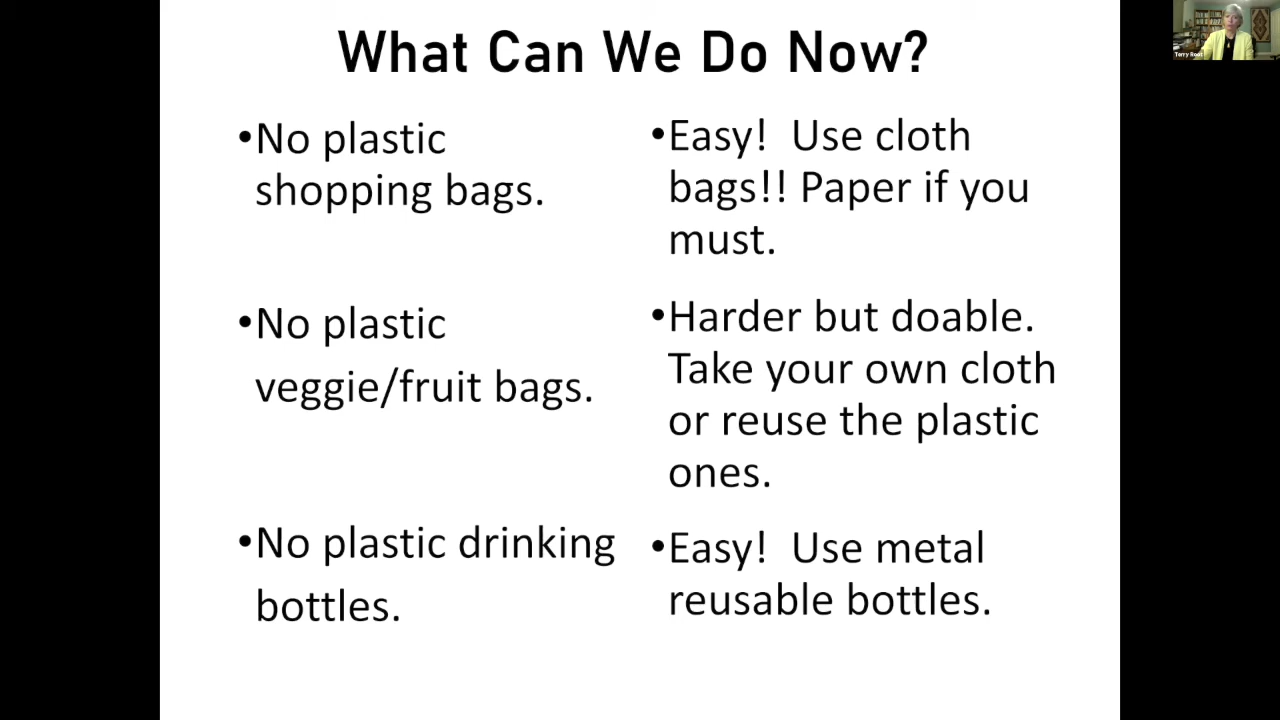 What Can We Do Now?
•No plastic
shopping bags.
•Easy!  Use cloth
bags!! Paper if you
must.
•No plastic
veggie/fruit bags.
•Harder but doable.
Take your own cloth
or reuse the plastic
ones.
•No plastic drinking
bottles.
•Easy!  Use metal
reusable bottles.
Terry Root